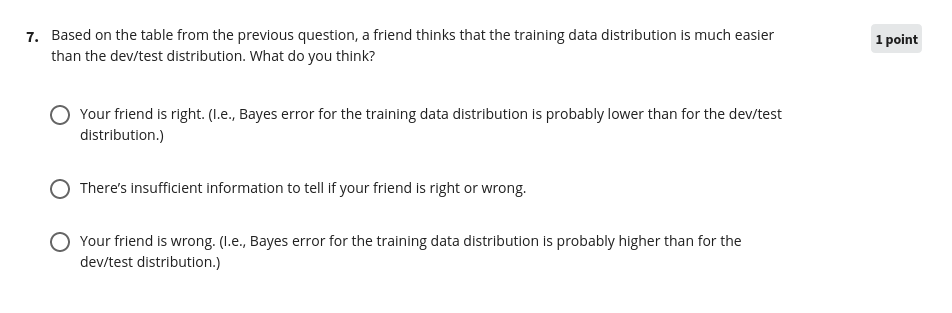 7. Based on the table from the previous question, a friend thinks that the training data distribution is much easier
than the dev/test distribution. What do you think?
1 point
Your friend is right. (I.e., Bayes error for the training data distribution is probably lower than for the dev/test
distribution.)
There’s insufficient information to tell if your friend is right or wrong.
Your friend is wrong. (I.e., Bayes error for the training data distribution is probably higher than for the
dev/test distribution.)